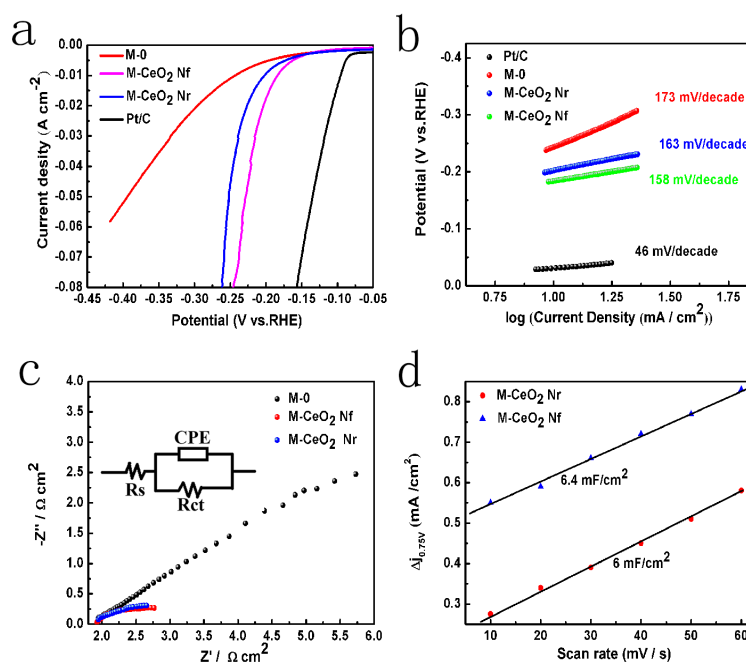 a
0.00
-0.01
-0.02
-0.03
-0.04
-0.05
-0.06
-0.07
-0.08
Current desity (A cm-2)
M-0
M-CeO2 Nf
M-CeO2 Nr
Pt/C
-0.45 -0.40 -0.35 -0.30 -0.25 -0.20 -0.15 -0.10 -0.05
Potential (V vs.RHE)
b
-0.4
-0.3
-0.2
-0.1
0.0
Potential (V vs.RHE)
Pt/C
M-0
M-CeO2 Nr
M-CeO2 Nf
173 mV/decade
163 mV/decade
158 mV/decade
46 mV/decade
0.75 1.00 1.25 1.50 1.75
log (Current Density (mA / cm2))
c
4.0
3.5
3.0
2.5
2.0
1.5
1.0
0.5
0.0
-Z'' / Ω cm2
M-0
M-CeO2 Nf
M-CeO2 Nr
CPE
Rs
Rct
1.5 2.0 2.5 3.0 3.5 4.0 4.5 5.0 5.5 6.0
Z' / Ω cm2
d
0.8
0.7
0.6
0.5
0.4
0.3
Δj0.75V (mA /cm2)
M-CeO2 Nr
M-CeO2 Nf
6.4 mF/cm2
6 mF/cm2
10 20 30 40 50 60
Scan rate (mV / s)